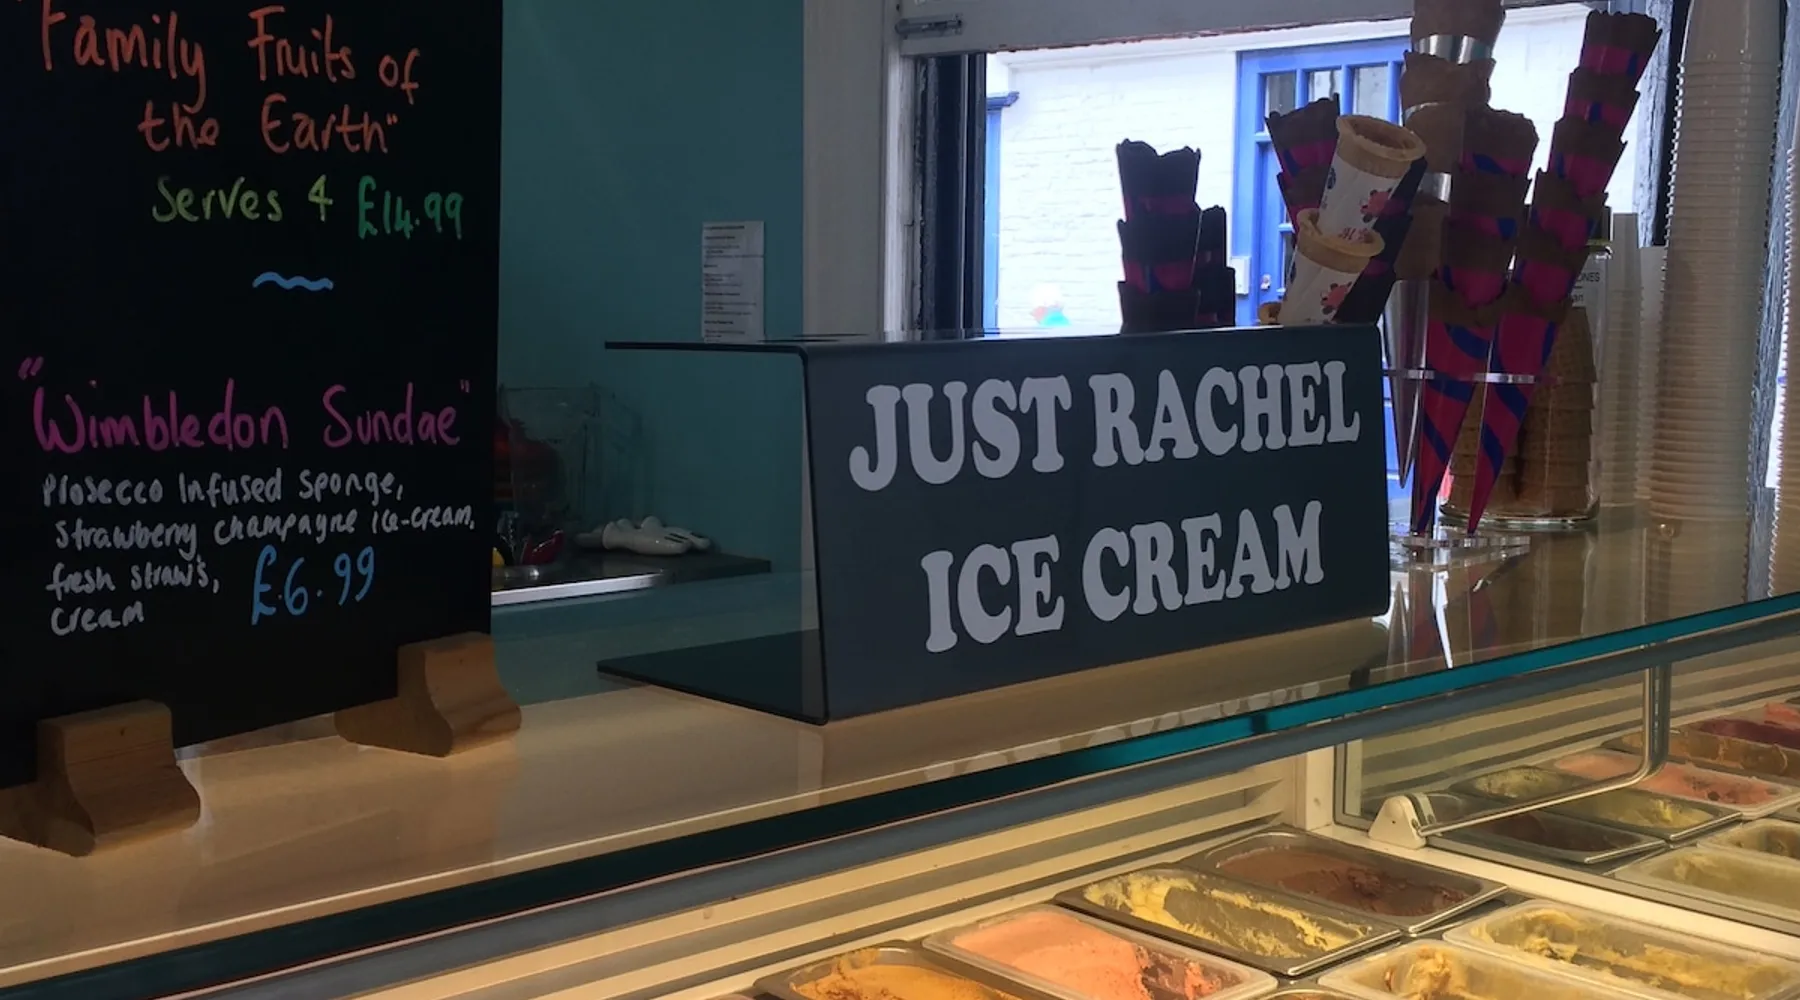 "Family Fruits of
the Earth"
Serves 4 £14.99
"Wimbledon Sundae"
Prosecco Infused Sponge,
Strawberry champagne Ice-cream,
fresh straw's,
Cream £6.99
JUST RACHEL
ICE CREAM